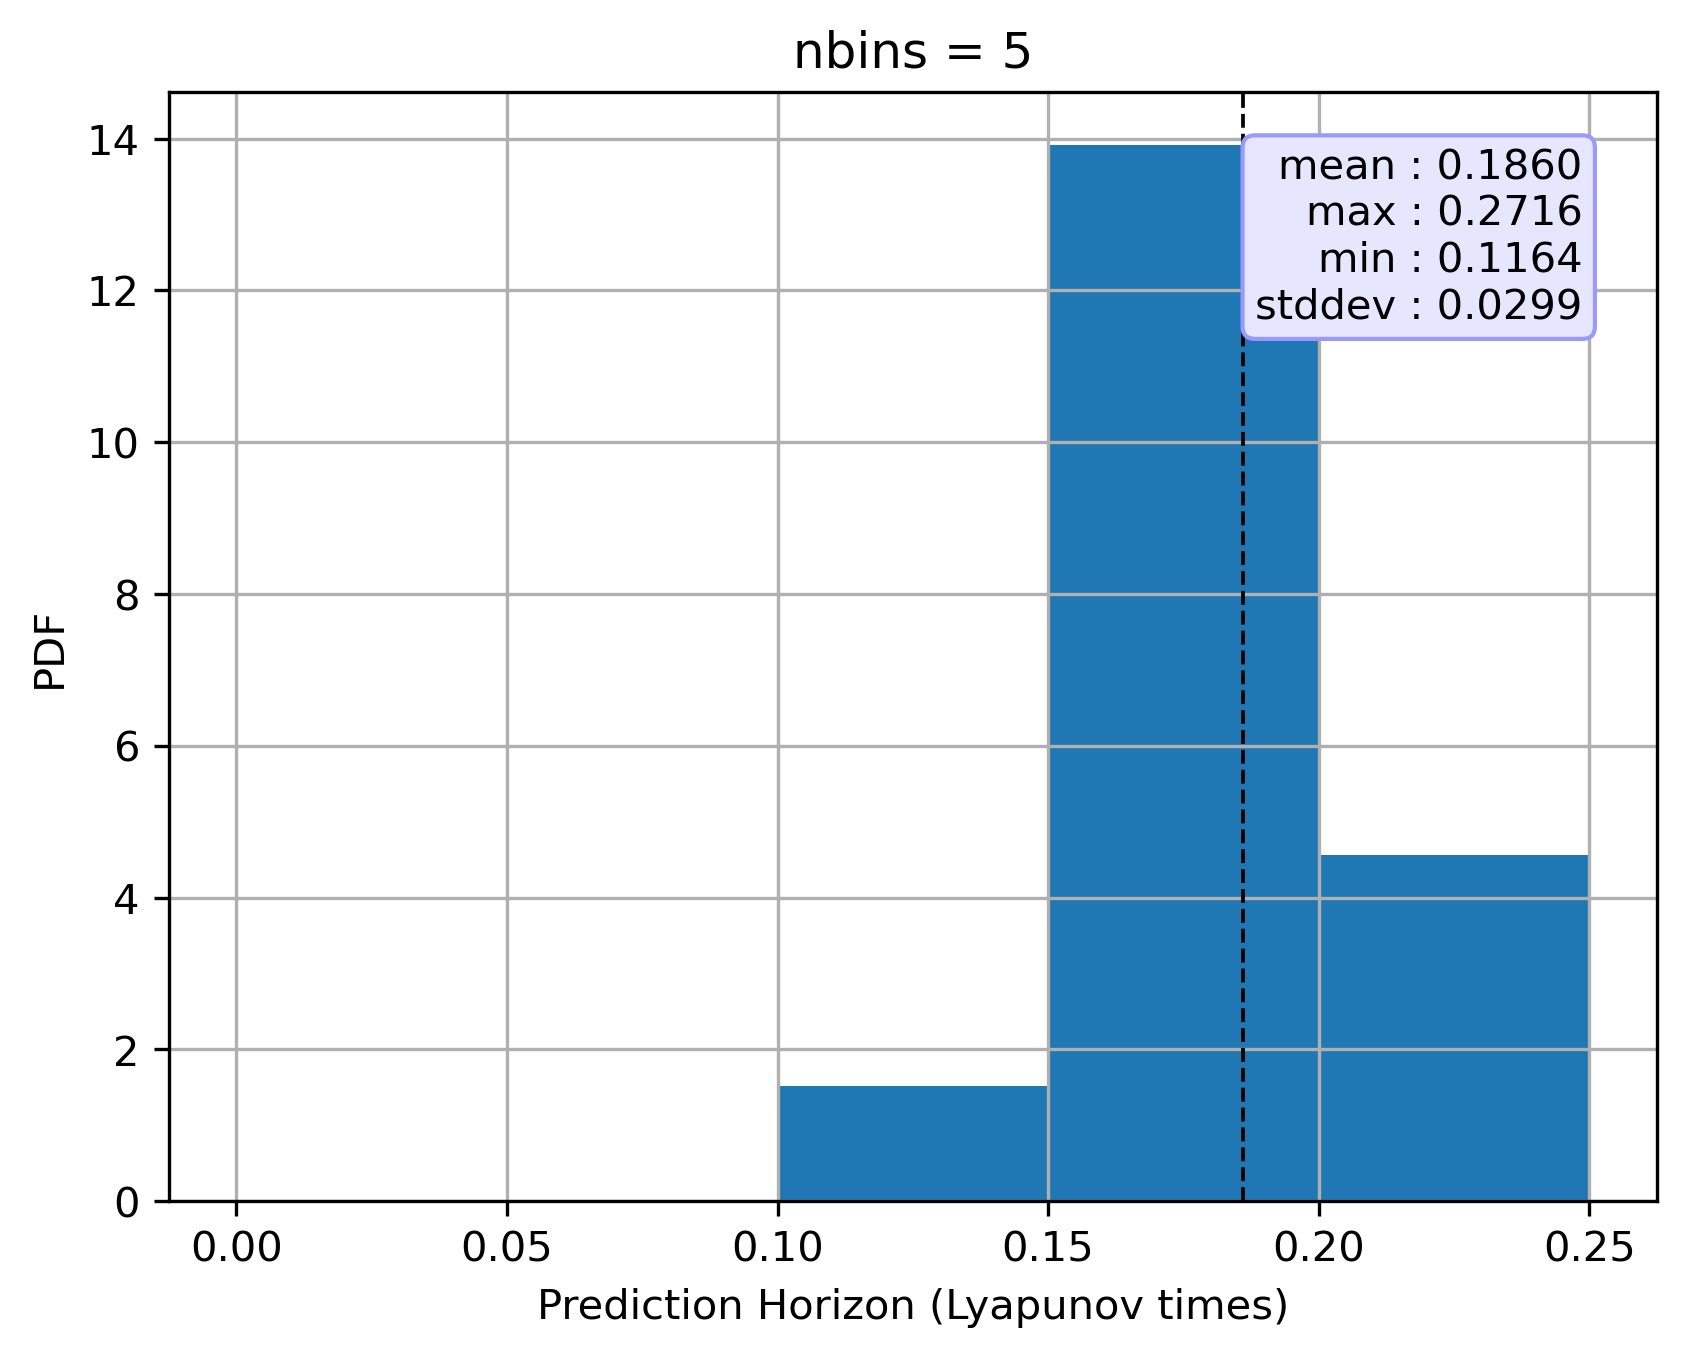 nbins = 5
14
12
10
8
6
4
2
0
PDF
mean : 0.1860
max : 0.2716
min : 0.1164
stddev : 0.0299
0.00 0.05 0.10 0.15 0.20 0.25
Prediction Horizon (Lyapunov times)